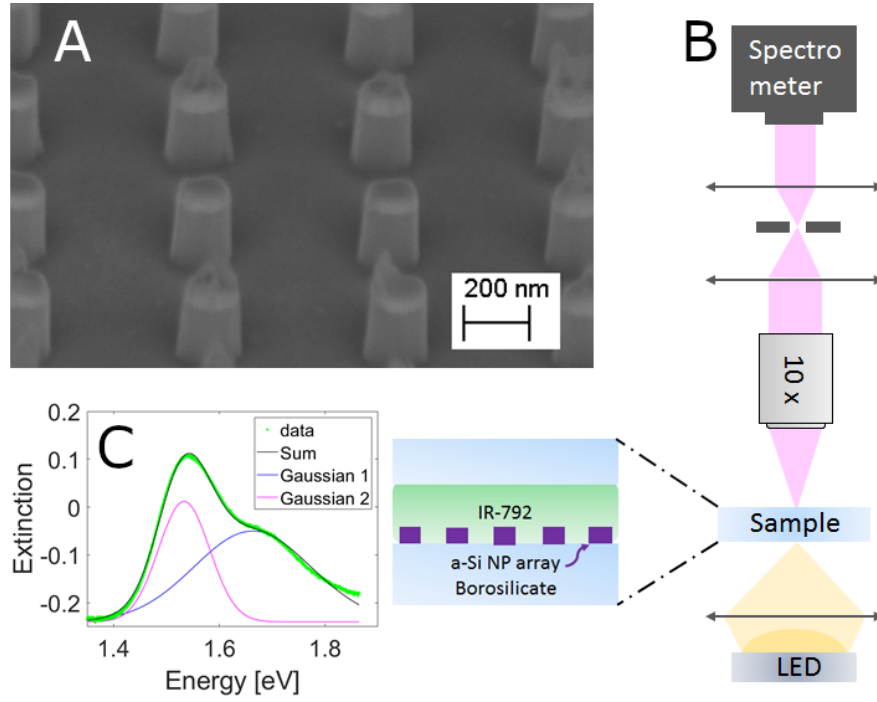 A
200 nm
B
Spectro
meter
10 x
Sample
LED
IR-792
a-Si NP array
Borosilicate
C
data
Sum
Gaussian 1
Gaussian 2
0.2
0.1
0
-0.1
-0.2
Extinction
1.4
1.6
1.8
Energy [eV]